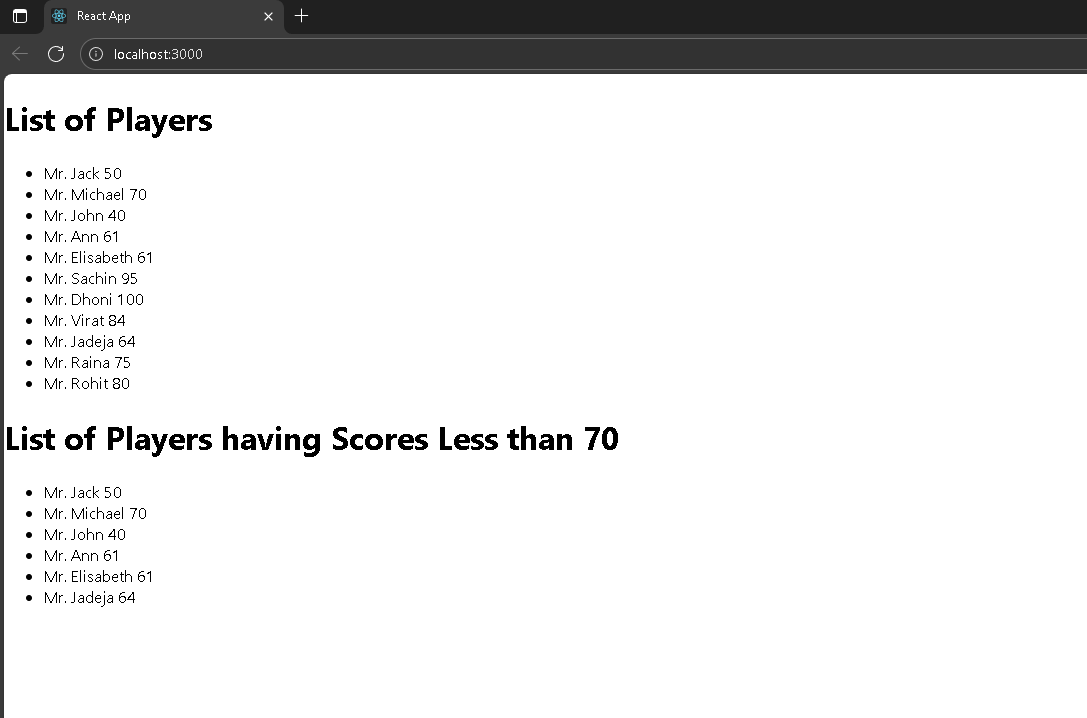 React App
localhost:3000
List of Players
Mr. Jack 50
Mr. Michael 70
Mr. John 40
Mr. Ann 61
Mr. Elisabeth 61
Mr. Sachin 95
Mr. Dhoni 100
Mr. Virat 84
Mr. Jadeja 64
Mr. Raina 75
Mr. Rohit 80
List of Players having Scores Less than 70
Mr. Jack 50
Mr. Michael 70
Mr. John 40
Mr. Ann 61
Mr. Elisabeth 61
Mr. Jadeja 64